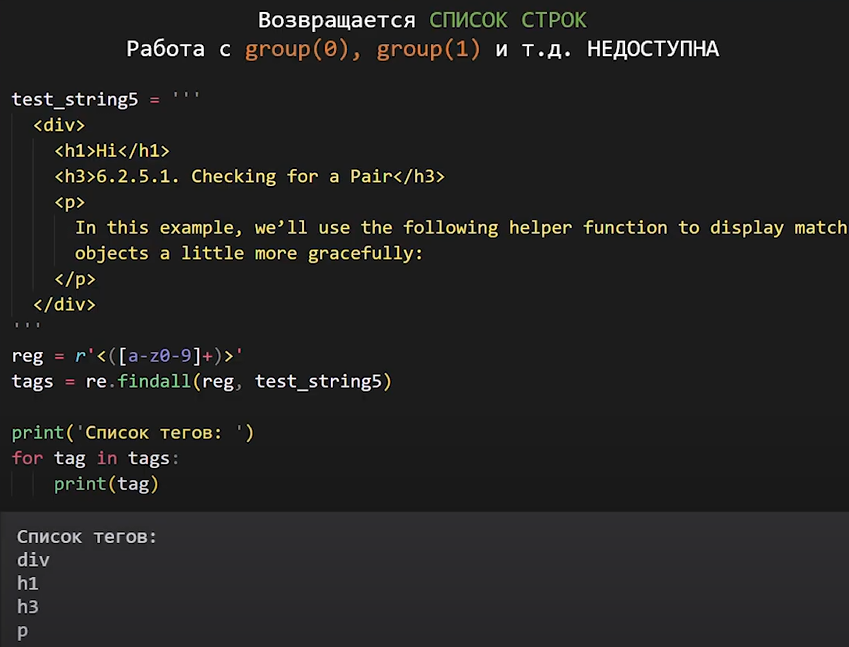 Возвращается СПИСОК СТРОК
Работа с group(0), group(1) и т.д. НЕДОСТУПНА
test_string5 = '''
<div>
<h1>Hi</h1>
<h3>6.2.5.1. Checking for a Pair</h3>
<p>
In this example, we’ll use the following helper function to display match
objects a little more gracefully:
</p>
</div>
'''
reg = r'<([a-z0-9]+)>'
tags = re.findall(reg, test_string5)
print('Список тегов: ')
for tag in tags:
print(tag)
Список тегов:
div
h1
h3
p